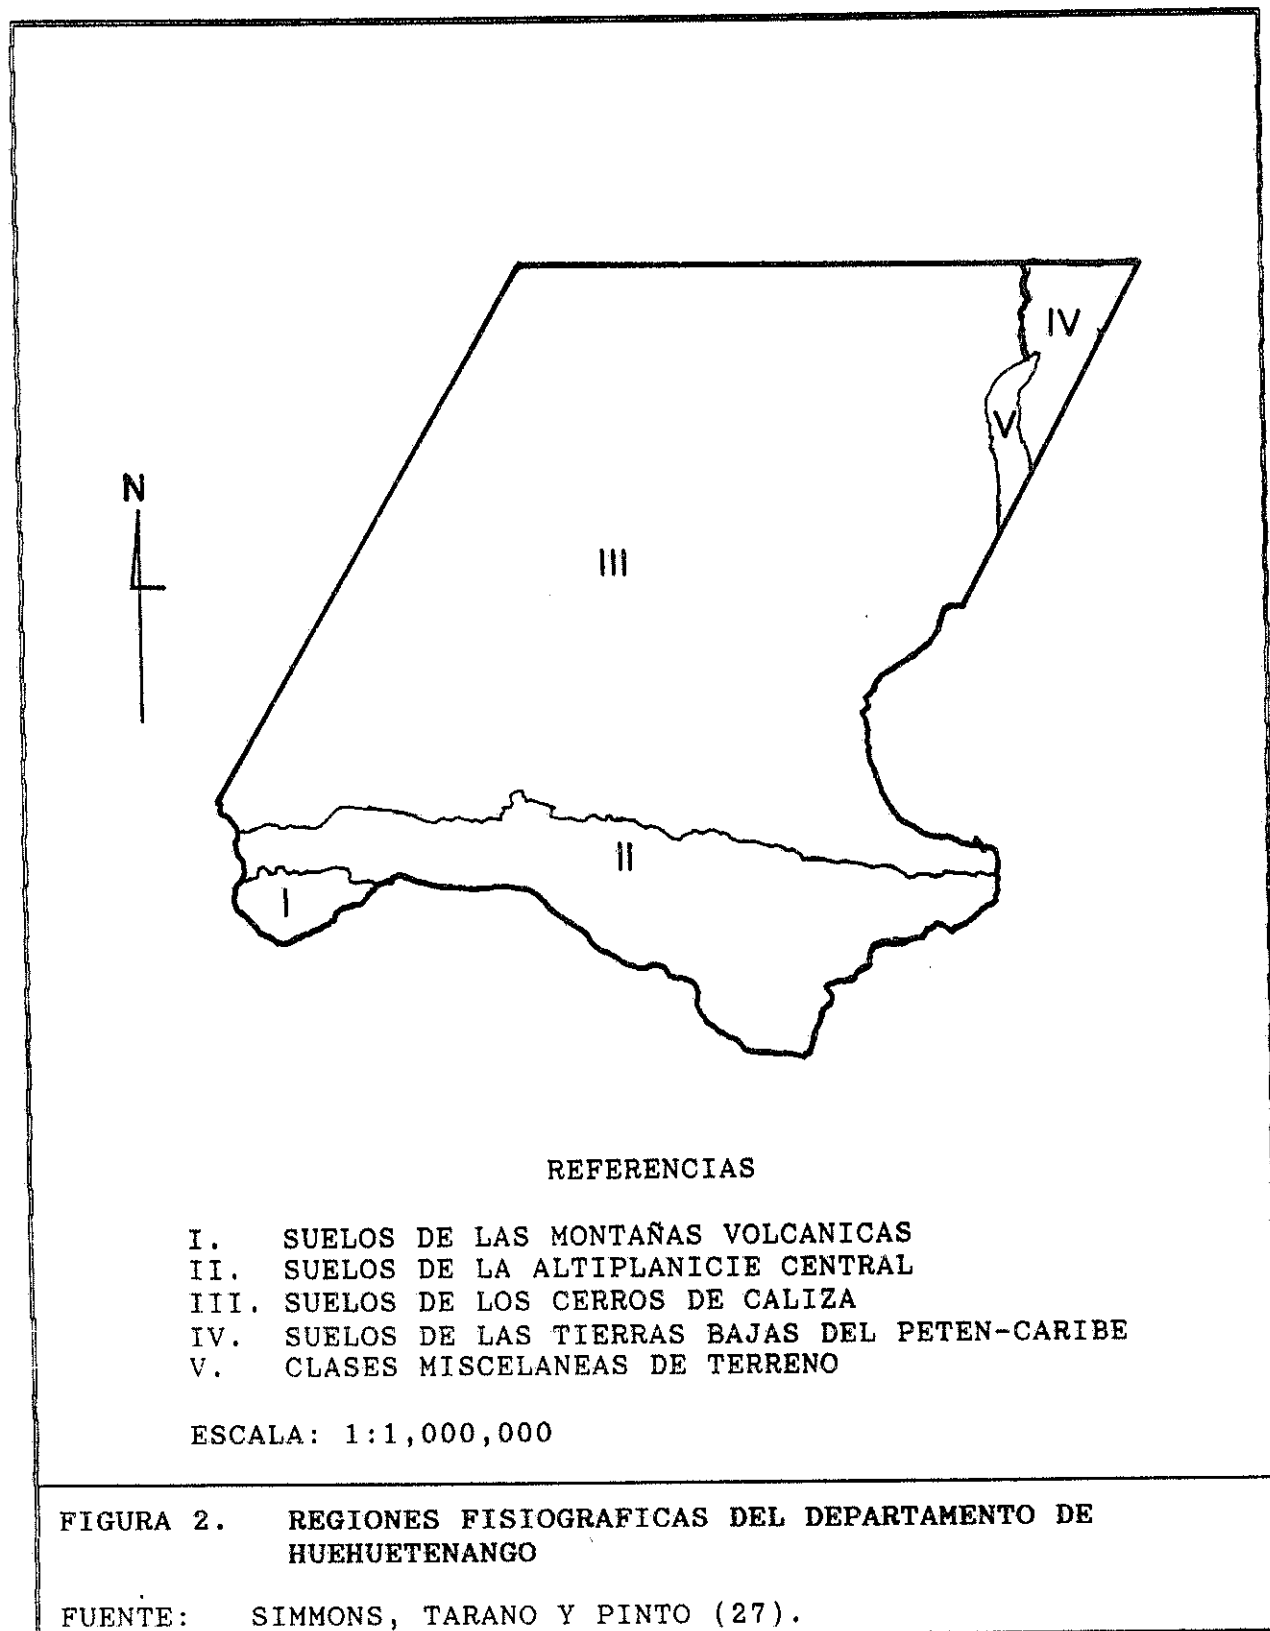 IV
V
N
III
II
I
REFERENCIAS
I. SUELOS DE LAS MONTAÑAS VOLCANICAS
II. SUELOS DE LA ALTIPLANICIE CENTRAL
III. SUELOS DE LOS CERROS DE CALIZA
IV. SUELOS DE LAS TIERRAS BAJAS DEL PETEN-CARIBE
V. CLASES MISCELANEAS DE TERRENO
ESCALA: 1:1,000,000
FIGURA 2. REGIONES FISIOGRAFICAS DEL DEPARTAMENTO DE
HUEHUETENANGO
FUENTE: SIMMONS, TARANO Y PINTO (27).